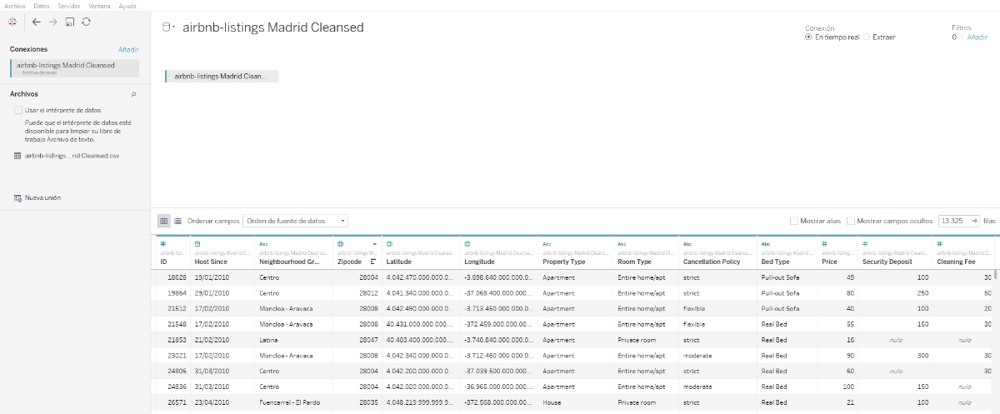 Archivo Datos Servidor Ventana Ayuda
airbnb-listings Madrid Cleansed
Conexión
En tiempo real Extraer
Filtros
0 Añadir
Conexiones Añadir
airbnb-listings Madrid Cleansed
Archivo de texto
airbnb-listings Madrid Clean...
Archivos
Usar el intérprete de datos
Puede que el intérprete de datos esté
disponible para limpiar su libro de
trabajo Archivo de texto.
airbnb-listings ...rid Cleansed.csv
Nueva unión
Ordenar campos Orden de fuente de datos Mostrar alias Mostrar campos ocultos 13.325 filas
# Abc Abc Abc Abc Abc # # #
airbnb-list... airbnb-listings Madrid C... airbnb-listings Madrid Cleanse... airbnb-listings M... airbnb-listings Madrid Cleanse... airbnb-listings Madrid Cleanse... airbnb-listings Madrid Cleanse... airbnb-listings Madrid C... airbnb-listings Madrid Cleanse... airbnb-listings Ma... airbnb-listing... airbnb-listings Madrid Cleans... airbnb-listings Madrid C...
ID Host Since Neighbourhood Gr... Zipcode Latitude Longitude Property Type Room Type Cancellation Policy Bed Type Price Security Deposit Cleaning Fee
18628 19/01/2010 Centro 28004 4.042.470.000.000.0... -3.698.640.000.000.0... Apartment Entire home/apt strict Pull-out Sofa 49 100 30
19864 29/01/2010 Centro 28012 4.041.340.000.000.0... -37.068.400.000.000... Apartment Entire home/apt strict Pull-out Sofa 80 250 50
21512 17/02/2010 Moncloa - Aravaca 28008 4.042.490.000.000.0... -3.713.450.000.000.0... Apartment Entire home/apt flexible Pull-out Sofa 40 100 20
21548 17/02/2010 Moncloa - Aravaca 28008 40.431.000.000.000... -372.459.000.000.00... Apartment Entire home/apt flexible Real Bed 55 150 30
21853 21/02/2010 Latina 28047 40.403.400.000.000... -3.740.840.000.000.0... Apartment Private room strict Real Bed 16 nulo nulo
23021 17/02/2010 Moncloa - Aravaca 28008 4.042.340.000.000.0... -3.712.460.000.000.0... Apartment Entire home/apt moderate Real Bed 90 300 30
24805 31/03/2010 Centro 28004 4.042.200.000.000.0... -37.039.500.000.000... Apartment Entire home/apt strict Real Bed 60 nulo 30
24836 31/03/2010 Centro 28004 4.042.020.000.000.0... -36.965.000.000.000... Apartment Entire home/apt moderate Real Bed 100 150 nulo
26571 23/04/2010 Fuencarral - El Pardo 28035 4.048.219.999.999.9... -372.568.000.000.00... House Private room strict Real Bed 21 100 nulo